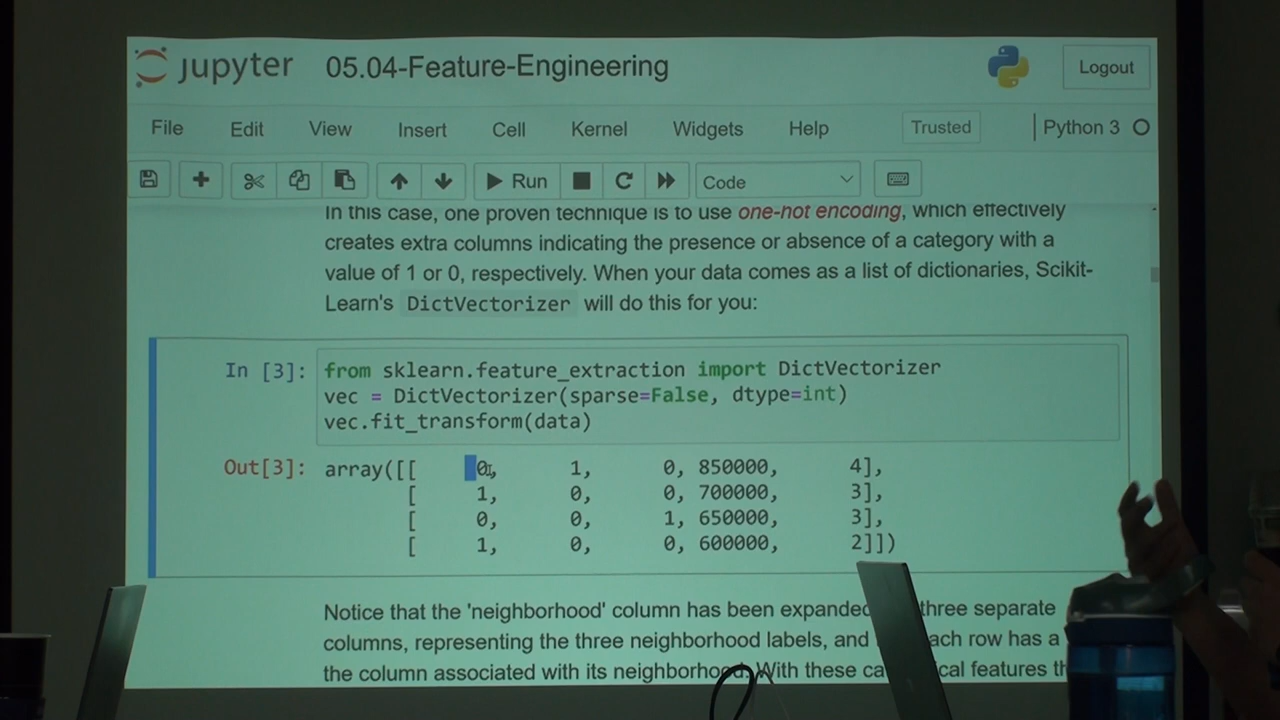 jupyter 05.04-Feature-Engineering Logout
File Edit View Insert Cell Kernel Widgets Help Trusted Python 3
Run Code
In this case, one proven technique is to use one-hot encoding, which effectively
creates extra columns indicating the presence or absence of a category with a
value of 1 or 0, respectively. When your data comes as a list of dictionaries, Scikit-
Learn's DictVectorizer will do this for you:
In [3]: from sklearn.feature_extraction import DictVectorizer
vec = DictVectorizer(sparse=False, dtype=int)
vec.fit_transform(data)
Out[3]: array([[ 0, 1, 0, 850000, 4],
[ 1, 0, 0, 700000, 3],
[ 0, 0, 1, 650000, 3],
[ 1, 0, 0, 600000, 2]])
Notice that the 'neighborhood' column has been expanded three separate
columns, representing the three neighborhood labels, and each row has a
the column associated with its neighborhood. With these